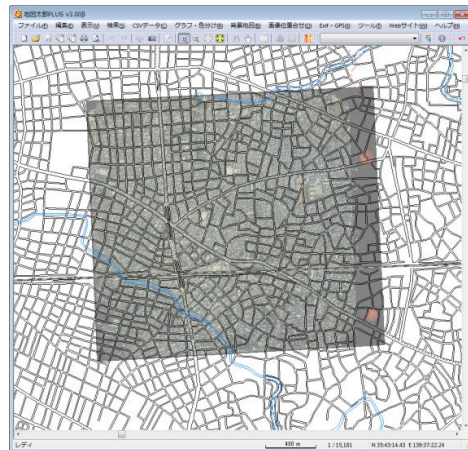 地図太郎PLUS v3.00β
ファイル(F) 編集(E) 表示(V) 検索(S) CSVデータ(C) グラフ・色分け(R) 背景地図(B) 画像位置合せ(G) Exif・GPS(I) ツール(T) Webサイト(W) ヘルプ(H)
レディ 400 m 1 / 15,181 N 35:43:14.43 E 139:37:22.24